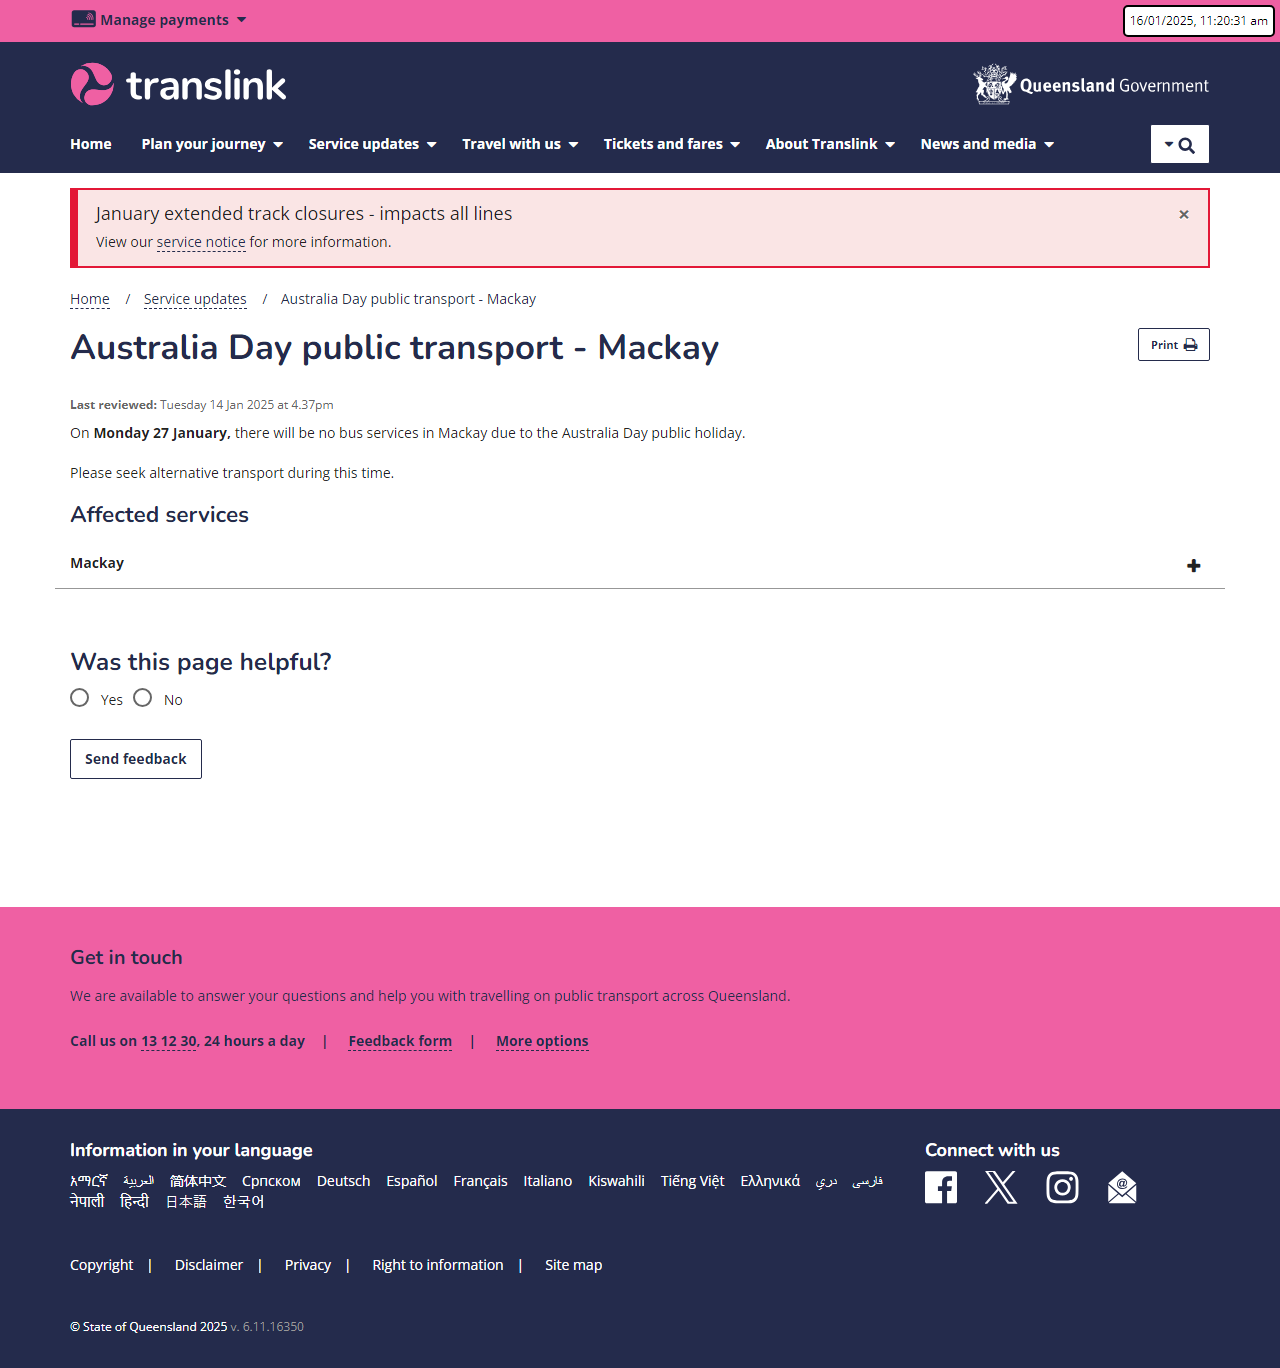 Manage payments
16/01/2025, 11:20:31 am
translink
Queensland Government
Home Plan your journey Service updates Travel with us Tickets and fares About Translink News and media
January extended track closures - impacts all lines ×
View our service notice for more information.
Home / Service updates / Australia Day public transport - Mackay
Australia Day public transport - Mackay
Print
Last reviewed: Tuesday 14 Jan 2025 at 4.37pm
On Monday 27 January, there will be no bus services in Mackay due to the Australia Day public holiday.
Please seek alternative transport during this time.
Affected services
Mackay
Was this page helpful?
Yes No
Send feedback
Get in touch
We are available to answer your questions and help you with travelling on public transport across Queensland.
Call us on 13 12 30, 24 hours a day | Feedback form | More options
Information in your language
አማርኛ العربية 简体中文 Српском Deutsch Español Français Italiano Kiswahili Tiếng Việt Ελληνικά دري فارسی
नेपाली हिन्दी 日本語 한국어
Connect with us
Copyright | Disclaimer | Privacy | Right to information | Site map
© State of Queensland 2025 v. 6.11.16350